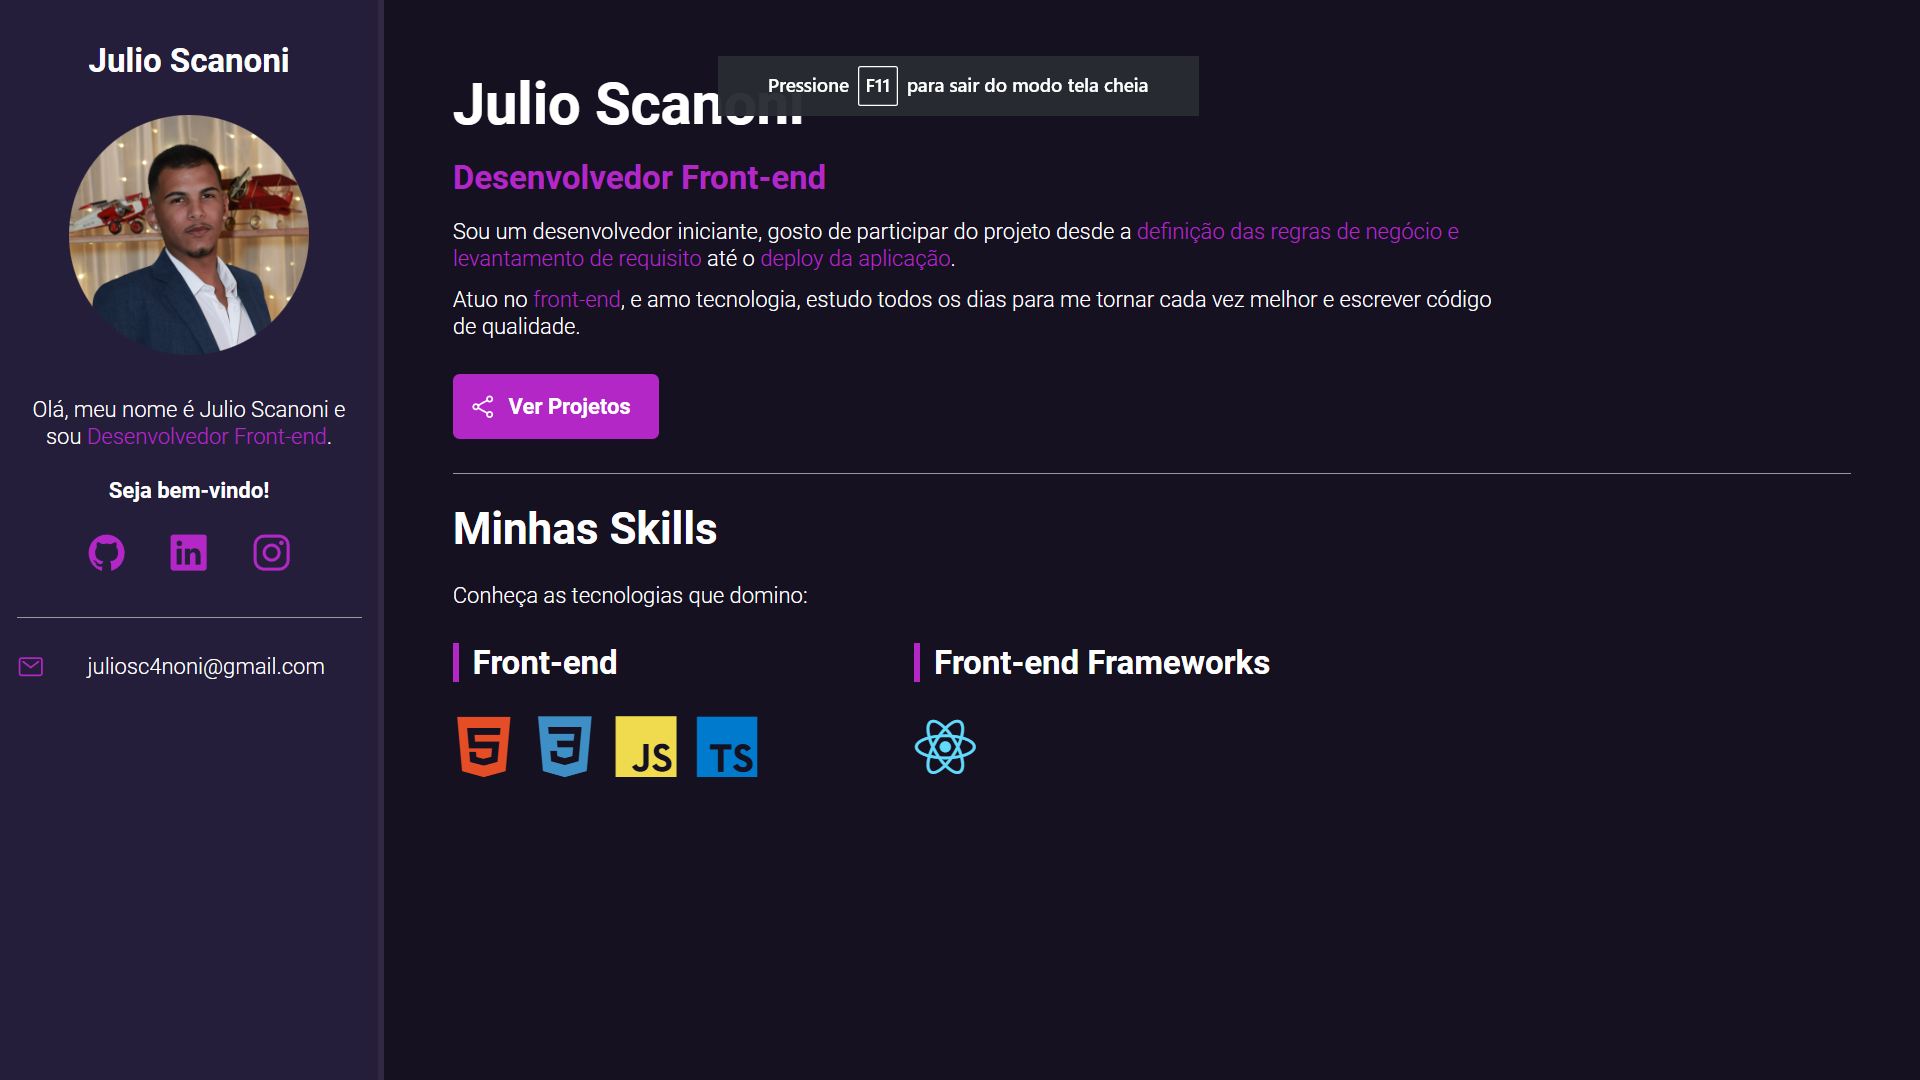 Julio Scanoni
Olá, meu nome é Julio Scanoni e
sou Desenvolvedor Front-end.
Seja bem-vindo!
in
juliosc4noni@gmail.com
Pressione F11 para sair do modo tela cheia
Julio Scanoni
Desenvolvedor Front-end
Sou um desenvolvedor iniciante, gosto de participar do projeto desde a definição das regras de negócio e
levantamento de requisito até o deploy da aplicação.
Atuo no front-end, e amo tecnologia, estudo todos os dias para me tornar cada vez melhor e escrever código
de qualidade.
Ver Projetos
Minhas Skills
Conheça as tecnologias que domino:
Front-end
5 3 JS TS
Front-end Frameworks